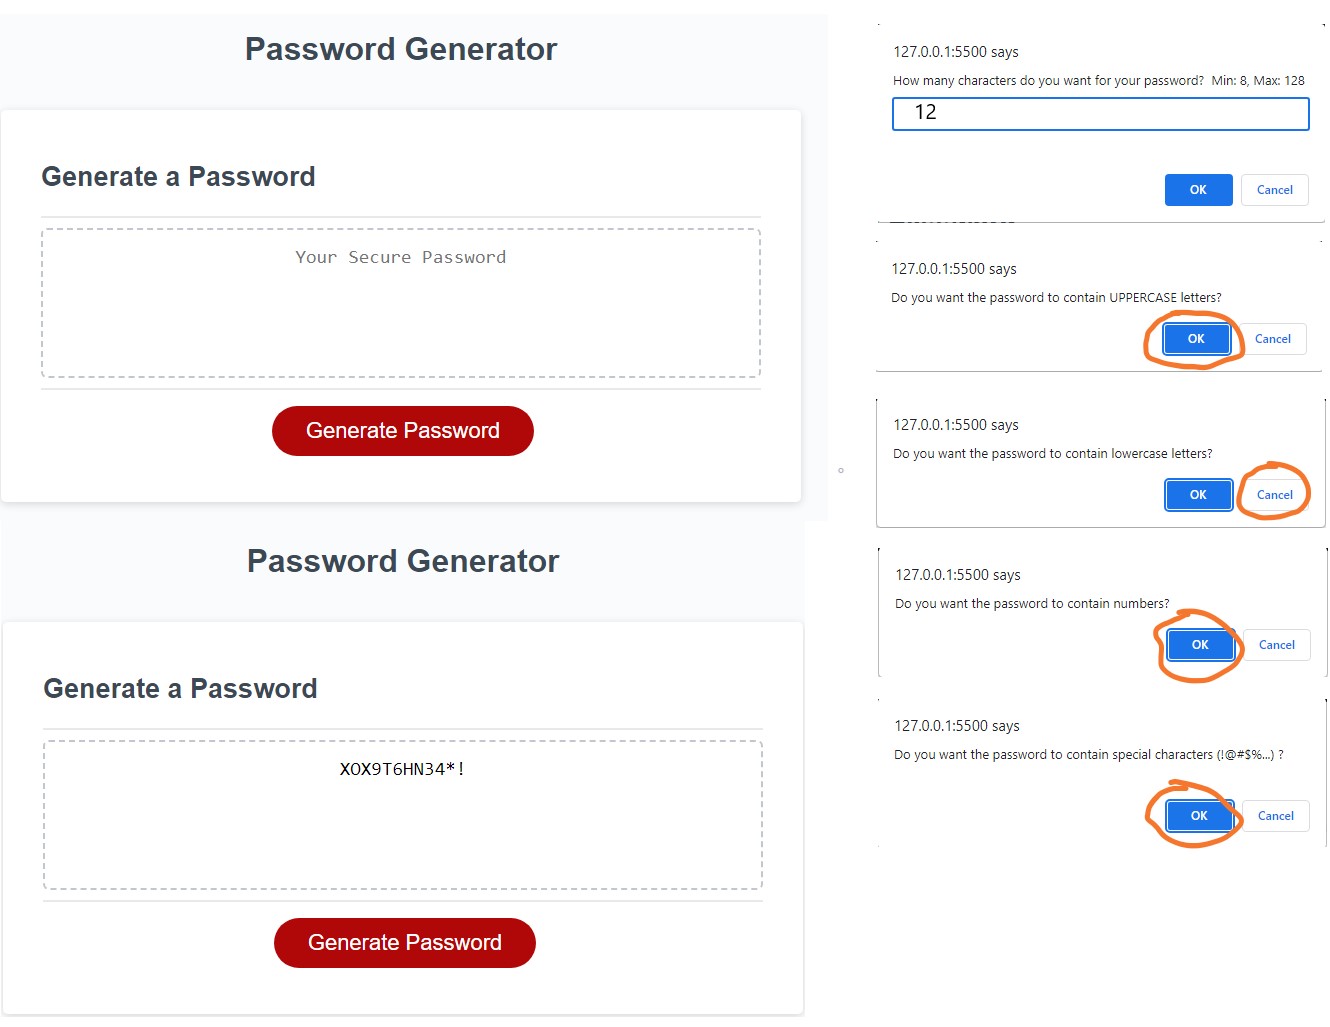 Password Generator
Generate a Password
Your Secure Password
Generate Password
Password Generator
Generate a Password
XOX9T6HN34*!
Generate Password
127.0.0.1:5500 says
How many characters do you want for your password?  Min: 8, Max: 128
12
OK Cancel
127.0.0.1:5500 says
Do you want the password to contain UPPERCASE letters?
OK Cancel
127.0.0.1:5500 says
Do you want the password to contain lowercase letters?
OK Cancel
127.0.0.1:5500 says
Do you want the password to contain numbers?
OK Cancel
127.0.0.1:5500 says
Do you want the password to contain special characters (!@#$%...) ?
OK Cancel